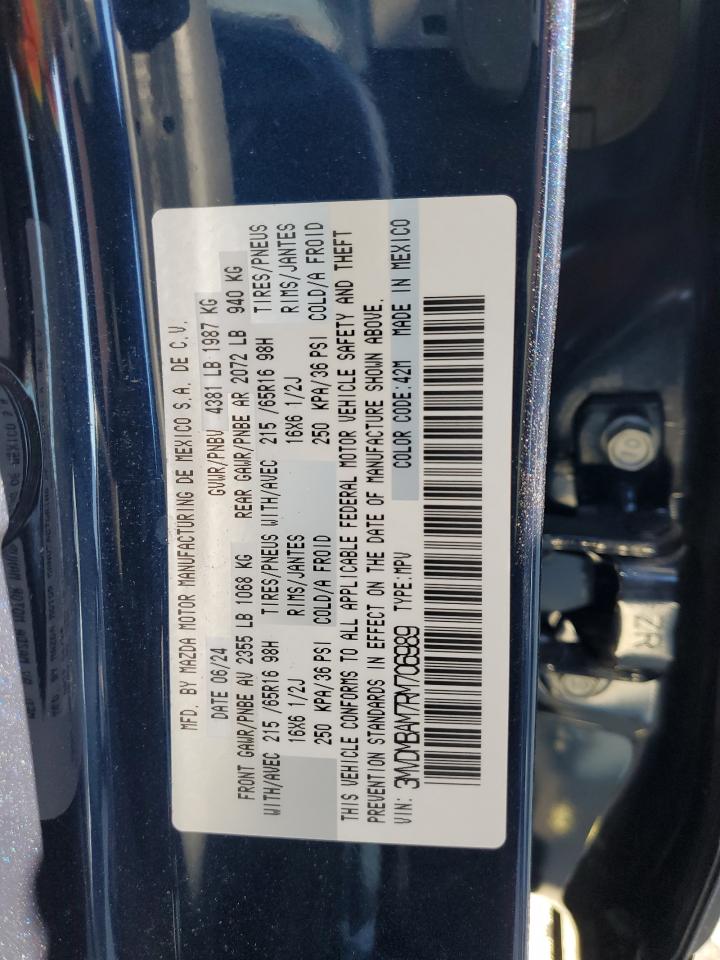 MFD. BY MAZDA MOTOR MANUFACTURING DE MEXICO S.A. DE C.V.
DATE 06/24 GVWR/PNBV 4381 LB 1987 KG
FRONT GAWR/PNBE AV 2355 LB 1068 KG REAR GAWR/PNBE AR 2072 LB 940 KG
WITH/AVEC 215 /65R16 98H TIRES/PNEUS WITH/AVEC 215 /65R16 98H TIRES/PNEUS
16X6 1/2J RIMS/JANTES 16X6 1/2J RIMS/JANTES
250 KPA/36 PSI COLD/A FROID 250 KPA/36 PSI COLD/A FROID
THIS VEHICLE CONFORMS TO ALL APPLICABLE FEDERAL MOTOR VEHICLE SAFETY AND THEFT
PREVENTION STANDARDS IN EFFECT ON THE DATE OF MANUFACTURE SHOWN ABOVE.
VIN: 3MVDMBAM7RM706989 TYPE:MPV COLOR CODE:42M MADE IN MEXICO
ZR